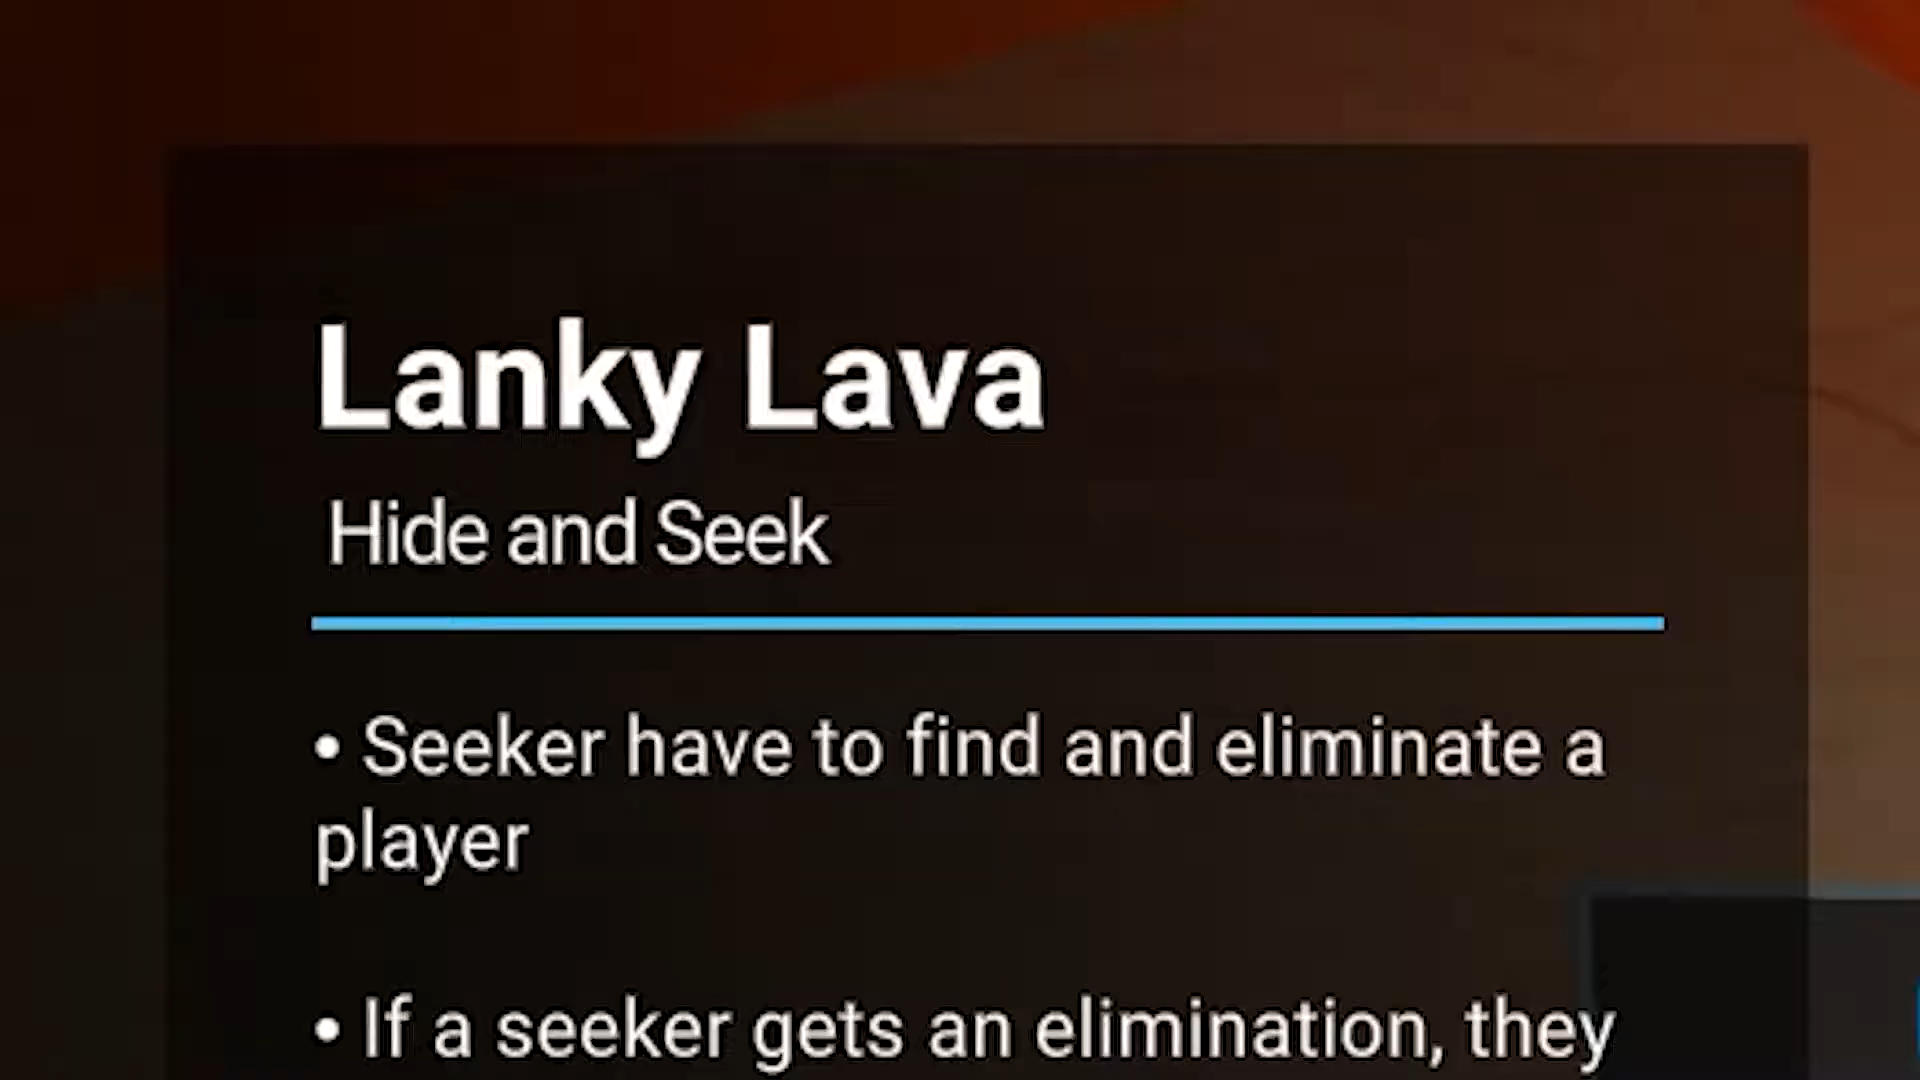 Lanky Lava
Hide and Seek
• Seeker have to find and eliminate a
player
• If a seeker gets an elimination, they